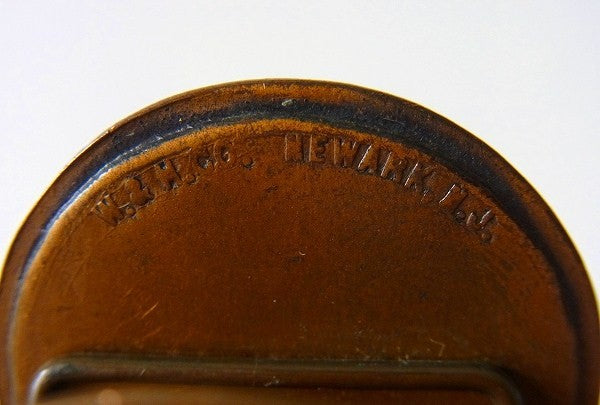 W. & H. CO. NEWARK, N.J.